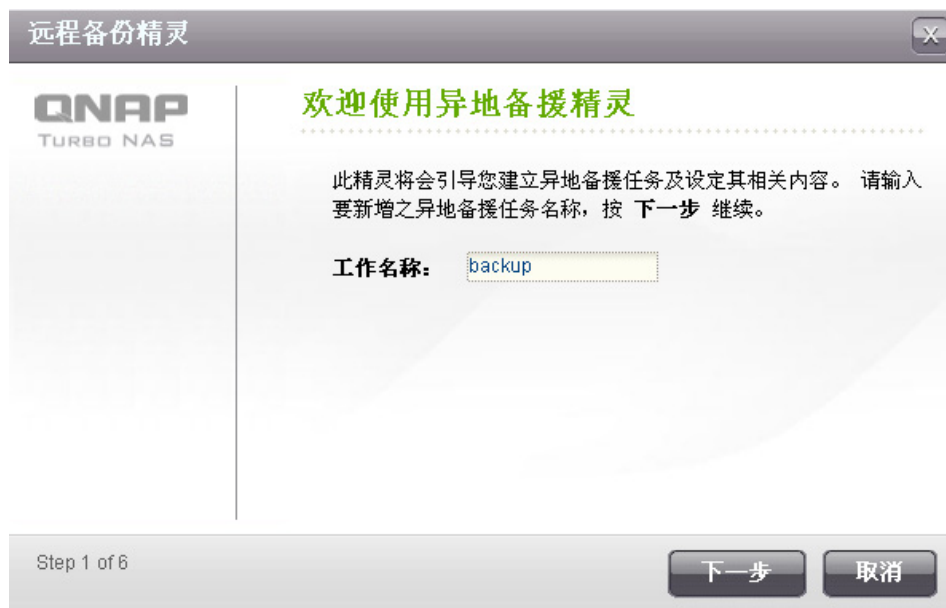 远程备份精灵
X
QNAP
TURBO NAS
欢迎使用异地备援精灵
此精灵将会引导您建立异地备援任务及设定其相关内容。 请输入
要新增之异地备援任务名称，按 下一步 继续。
工作名称： backup
Step 1 of 6
下一步
取消